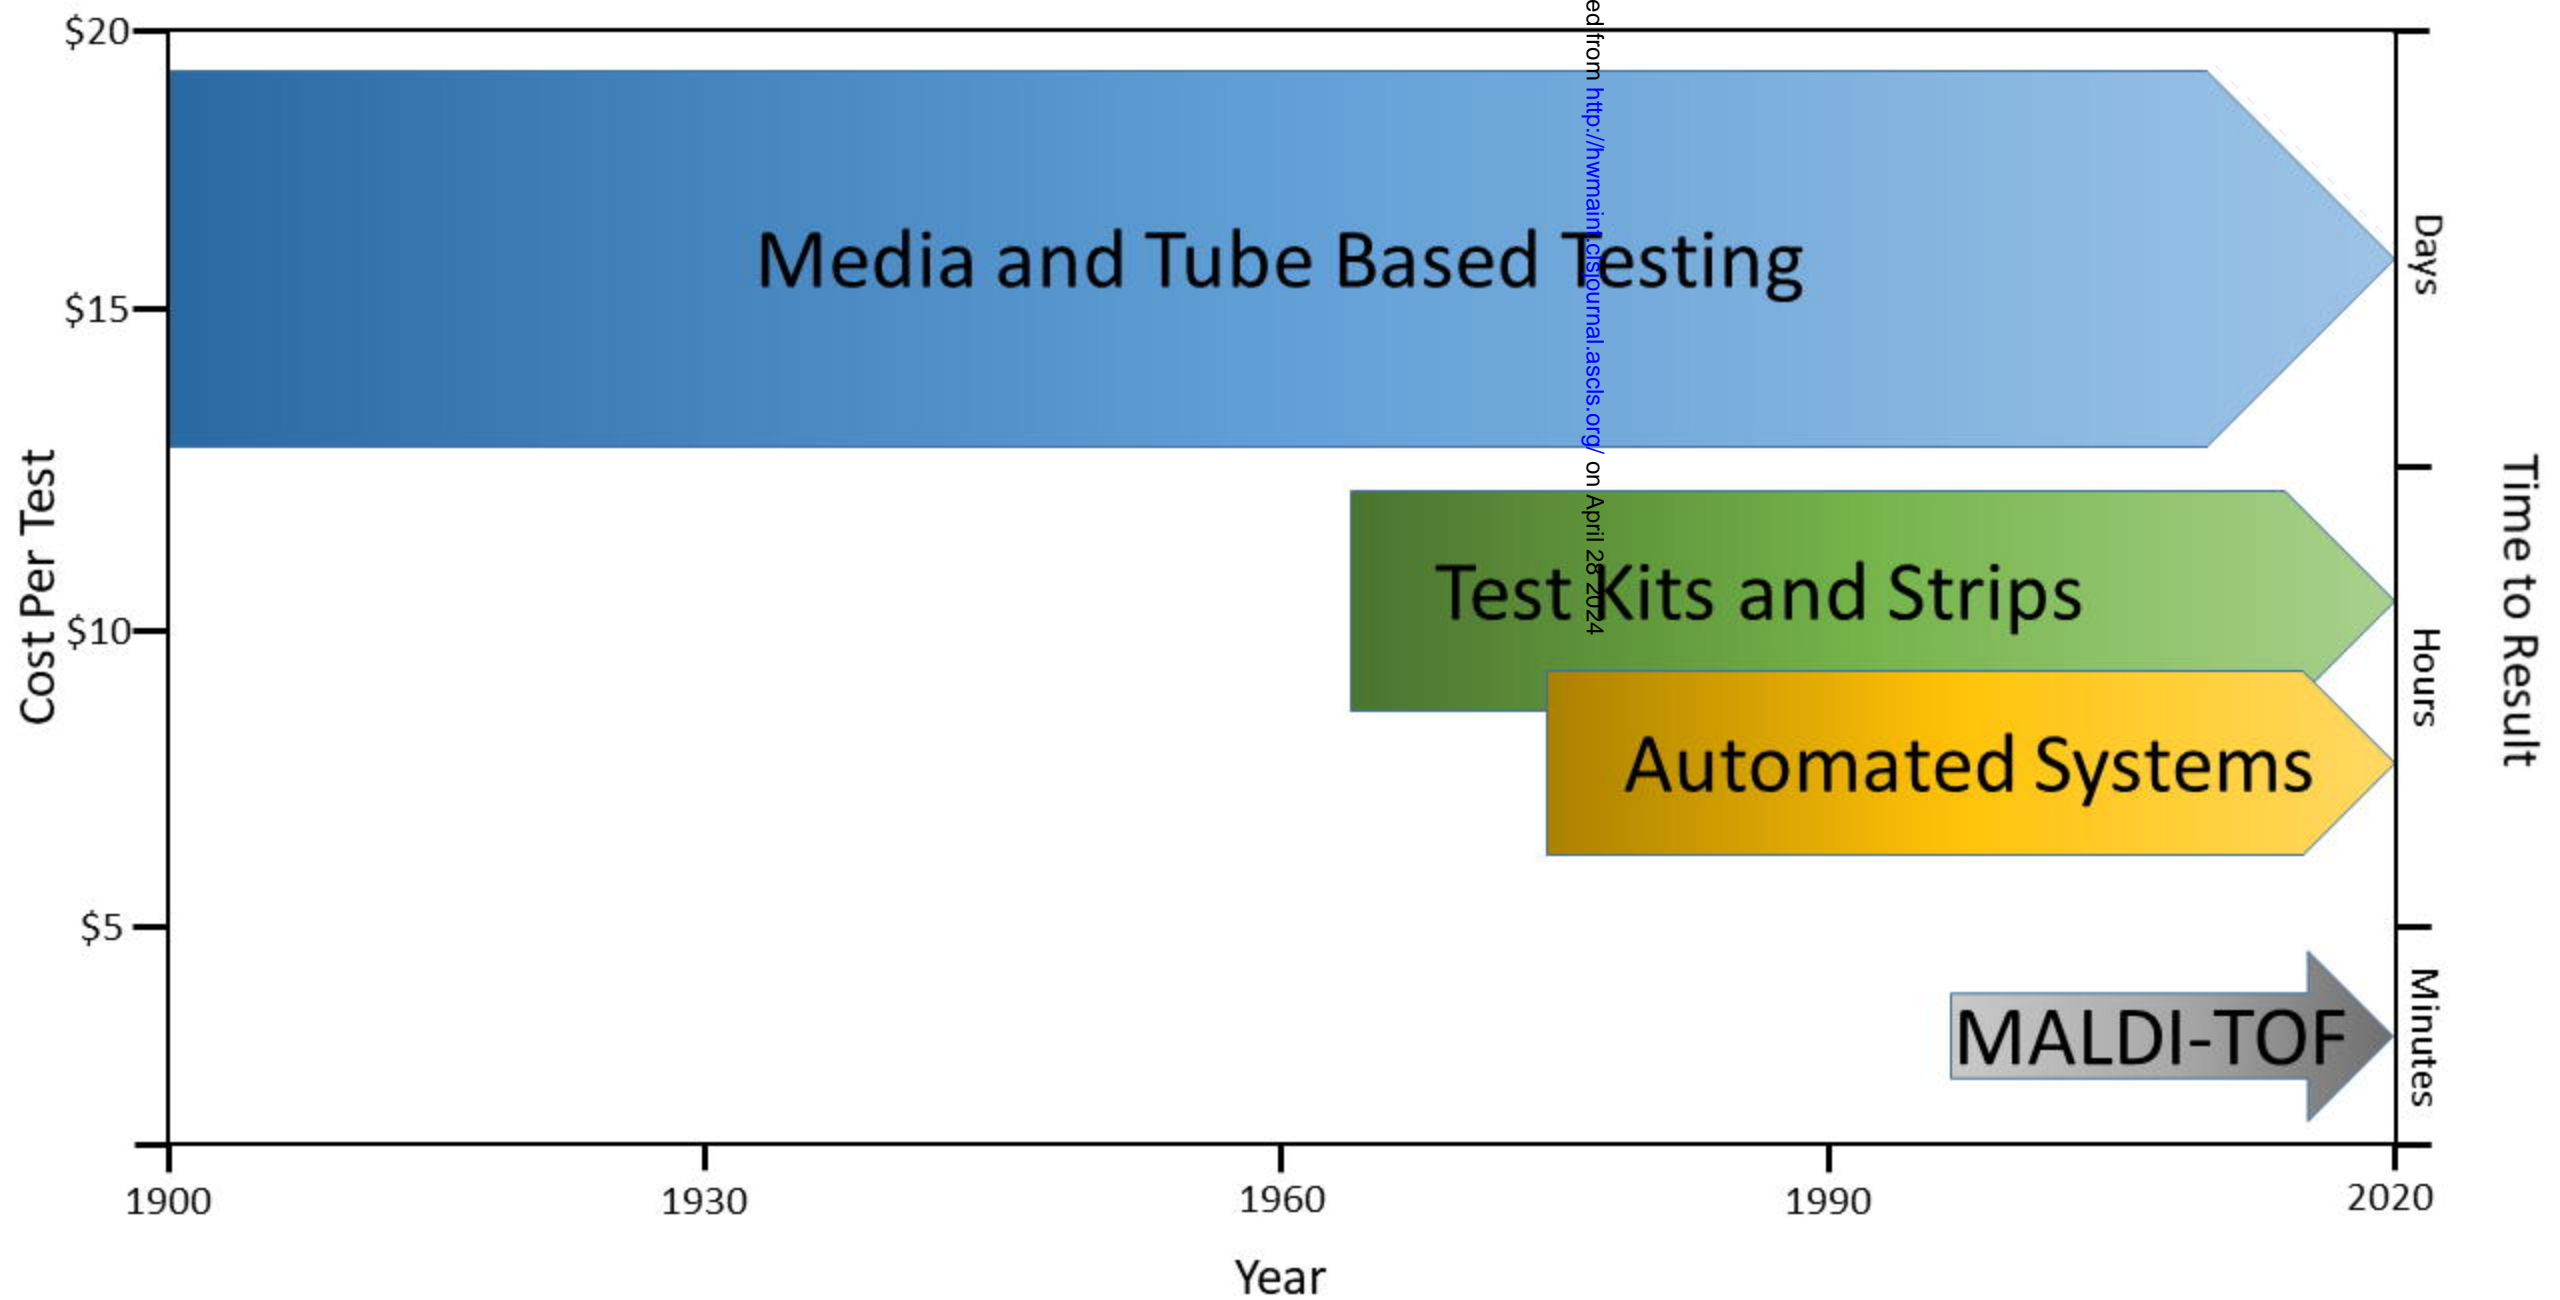 $20
$15
$10
$5
Cost Per Test
Media and Tube Based Testing
Test Kits and Strips
Automated Systems
MALDI-TOF
Days
Hours
Minutes
Time to Result
1900
1930
1960
1990
2020
Year
from http://hwmaint.clsjournal.ascls.org/ on April 28 2024